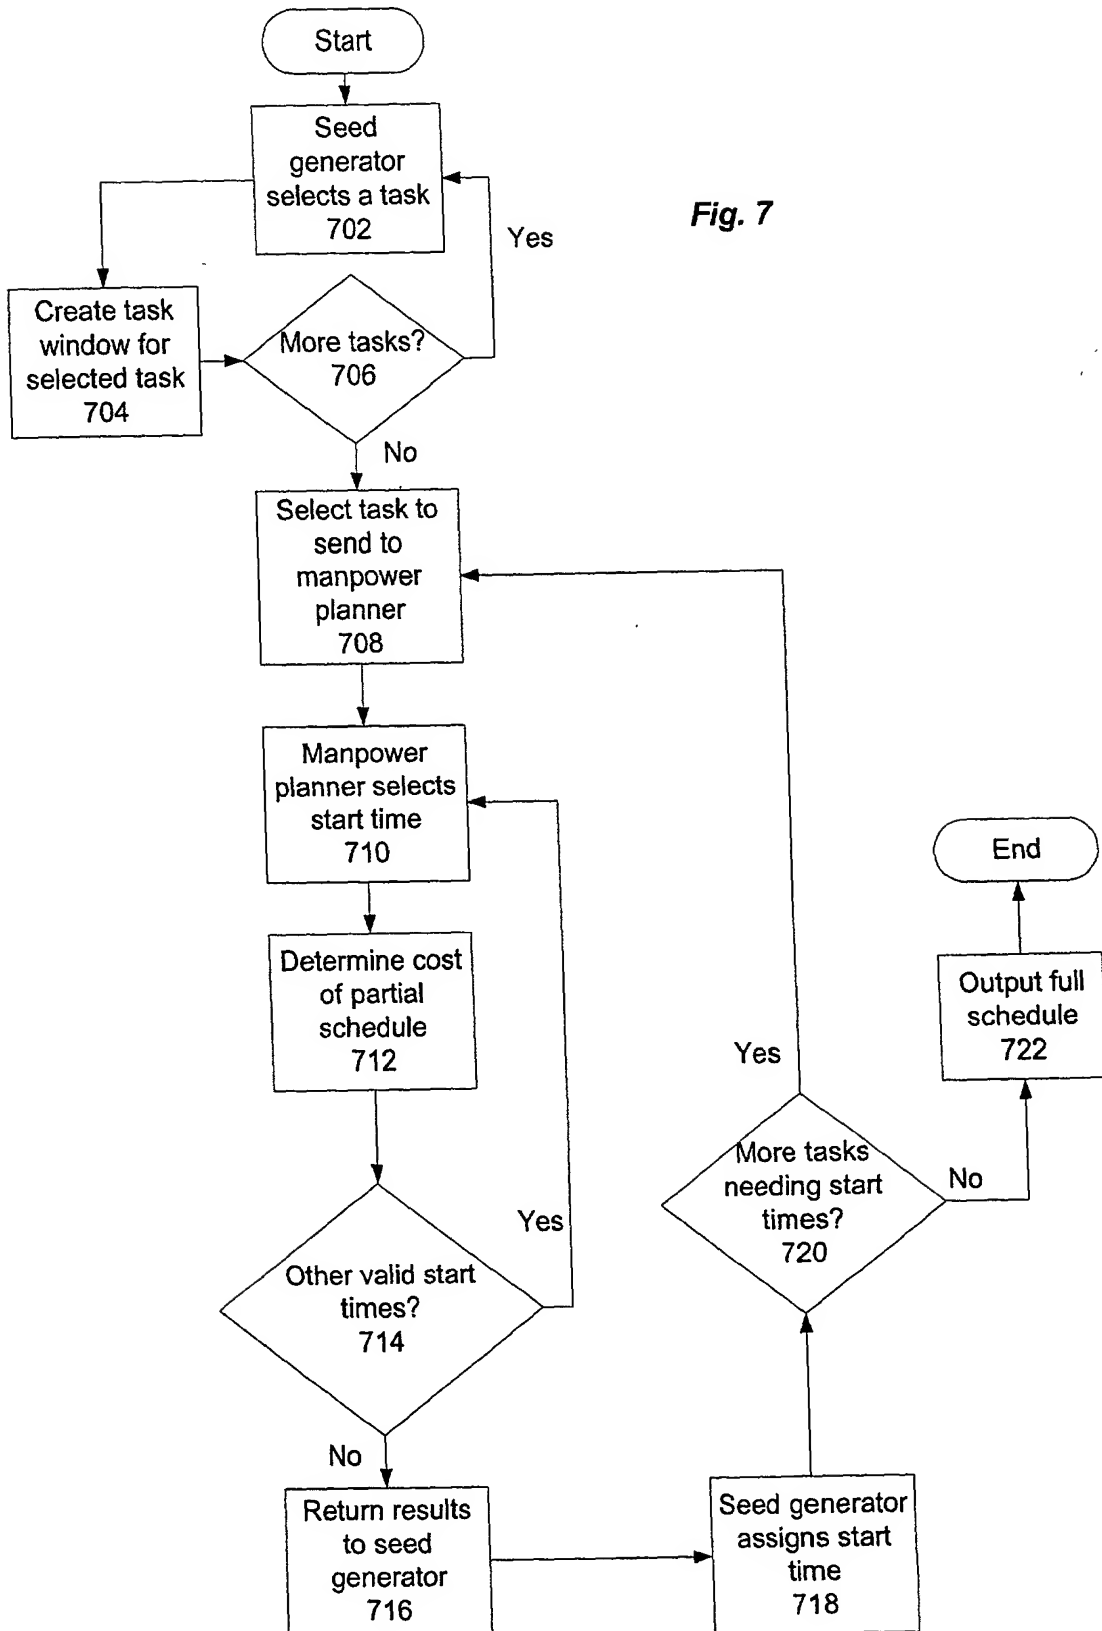 Start
Seed
generator
selects a task
702
Fig. 7
Yes
Create task
window for
selected task
704
More tasks?
706
No
Select task to
send to
manpower
planner
708
Manpower
planner selects
start time
710
Determine cost
of partial
schedule
712
Other valid start
times?
714
Yes
No
Return results
to seed
generator
716
Seed generator
assigns start
time
718
More tasks
needing start
times?
720
Yes
No
Output full
schedule
722
End